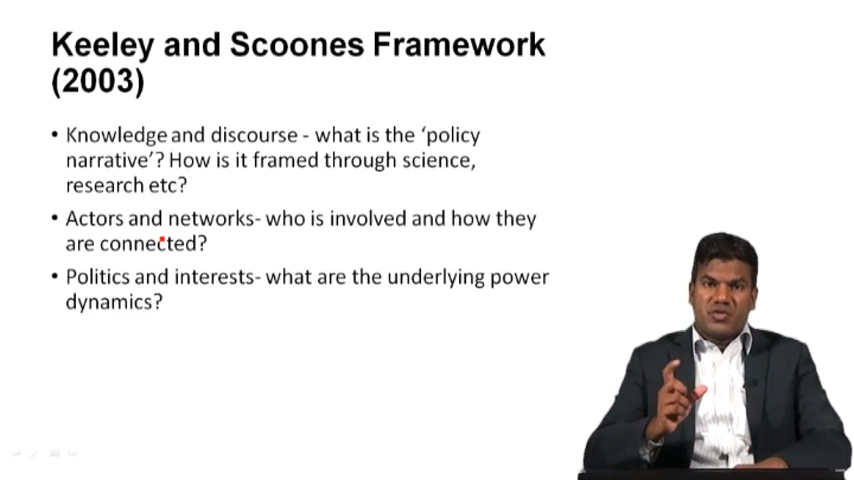 Keeley and Scoones Framework
(2003)
• Knowledge and discourse - what is the ‘policy
narrative’? How is it framed through science,
research etc?
• Actors and networks- who is involved and how they
are connected?
• Politics and interests- what are the underlying power
dynamics?